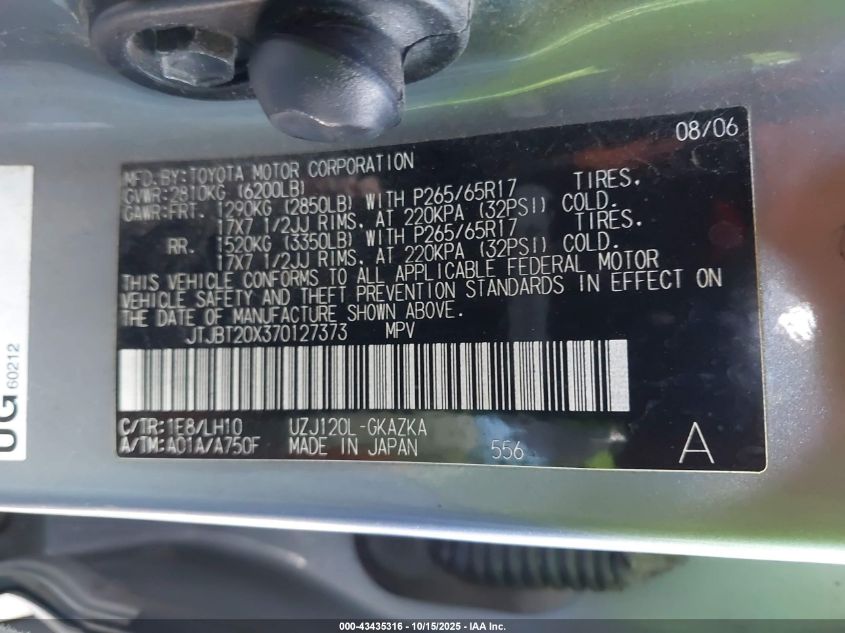 08/06
MFD.BY:TOYOTA MOTOR CORPORATION
GVWR:2810KG (6200LB)
GAWR:FRT. 1290KG (2850LB) WITH P265/65R17 TIRES.
17X7 1/2JJ RIMS. AT 220KPA (32PSI) COLD.
RR. 1520KG (3350LB) WITH P265/65R17 TIRES.
17X7 1/2JJ RIMS. AT 220KPA (32PSI) COLD.
THIS VEHICLE CONFORMS TO ALL APPLICABLE FEDERAL MOTOR
VEHICLE SAFETY AND THEFT PREVENTION STANDARDS IN EFFECT ON
THE DATE OF MANUFACTURE SHOWN ABOVE.
JTJBT20X370127373 MPV
C/TR:1E8/LH10 UZJ120L-GKAZKA
A/TM:A01A/A750F MADE IN JAPAN 556 A
UG
60212
000-43435316 - 10/15/2025 - IAA Inc.